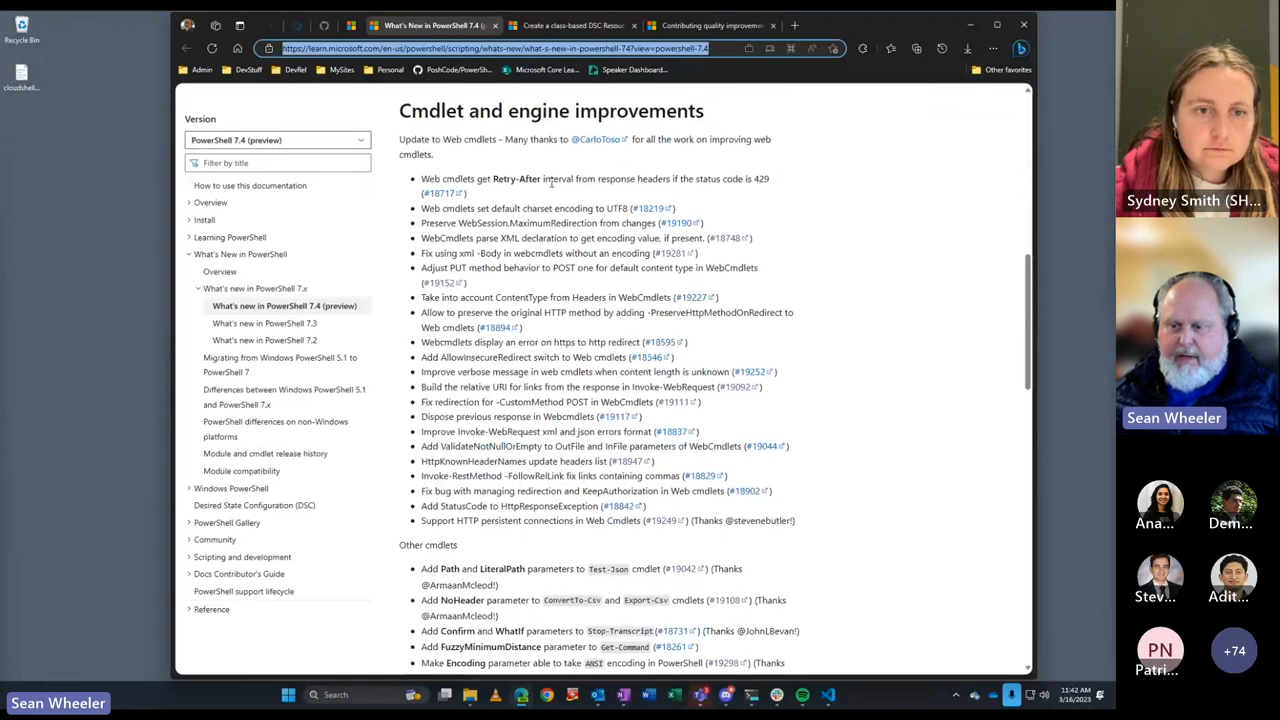 Recycle Bin
cloudshell...
What's New in PowerShell 7.4 (p
Create a class-based DSC Resou
Contributing quality improveme
https://learn.microsoft.com/en-us/powershell/scripting/whats-new/what-s-new-in-powershell-74?view=powershell-7.4
Admin
DevStuff
DevRel
MySites
Personal
PoshCode/PowerSh...
Microsoft Core Lea...
Speaker Dashboard...
Other favorites
Version
PowerShell 7.4 (preview)
Filter by title
How to use this documentation
Overview
Install
Learning PowerShell
What's New in PowerShell
Overview
What's new in PowerShell 7.x
What's new in PowerShell 7.4 (preview)
What's new in PowerShell 7.3
What's new in PowerShell 7.2
Migrating from Windows PowerShell 5.1 to
PowerShell 7
Differences between Windows PowerShell 5.1
and PowerShell 7.x
PowerShell differences on non-Windows
platforms
Module and cmdlet release history
Module compatibility
Windows PowerShell
Desired State Configuration (DSC)
PowerShell Gallery
Community
Scripting and development
Docs Contributor's Guide
PowerShell support lifecycle
Reference
Cmdlet and engine improvements
Update to Web cmdlets - Many thanks to @CarloToso for all the work on improving web
cmdlets.
Web cmdlets get Retry-After interval from response headers if the status code is 429
(#18717)
Web cmdlets set default charset encoding to UTF8 (#18219)
Preserve WebSession.MaximumRedirection from changes (#19190)
WebCmdlets parse XML declaration to get encoding value, if present. (#18748)
Fix using xml -Body in webcmdlets without an encoding (#19281)
Adjust PUT method behavior to POST one for default content type in WebCmdlets
(#19152)
Take into account ContentType from Headers in WebCmdlets (#19227)
Allow to preserve the original HTTP method by adding -PreserveHttpMethodOnRedirect to
Web cmdlets (#18894)
Webcmdlets display an error on https to http redirect (#18595)
Add AllowInsecureRedirect switch to Web cmdlets (#18546)
Improve verbose message in web cmdlets when content length is unknown (#19252)
Build the relative URI for links from the response in Invoke-WebRequest (#19092)
Fix redirection for -CustomMethod POST in WebCmdlets (#19111)
Dispose previous response in Webcmdlets (#19117)
Improve Invoke-WebRequest xml and json errors format (#18837)
Add ValidateNotNullOrEmpty to OutFile and InFile parameters of WebCmdlets (#19044)
HttpKnownHeaderNames update headers list (#18947)
Invoke-RestMethod -FollowRelLink fix links containing commas (#18829)
Fix bug with managing redirection and KeepAuthorization in Web cmdlets (#18902)
Add StatusCode to HttpResponseException (#18842)
Support HTTP persistent connections in Web Cmdlets (#19249) (Thanks @stevenebutler!)
Other cmdlets
Add Path and LiteralPath parameters to Test-Json cmdlet (#19042) (Thanks
@ArmaanMcleod!)
Add NoHeader parameter to ConvertTo-Csv and Export-Csv cmdlets (#19108) (Thanks
@ArmaanMcleod!)
Add Confirm and WhatIf parameters to Stop-Transcript (#18731) (Thanks @JohnLBevan!)
Add FuzzyMinimumDistance parameter to Get-Command (#18261)
Make Encoding parameter able to take ANSI encoding in PowerShell (#19298) (Thanks
Search
11:42 AM
3/16/2023
Sean Wheeler
Sydney Smith (SH...
Sean Wheeler
Ana...
Dem...
Stev...
Adit...
PN
Patri...
+74